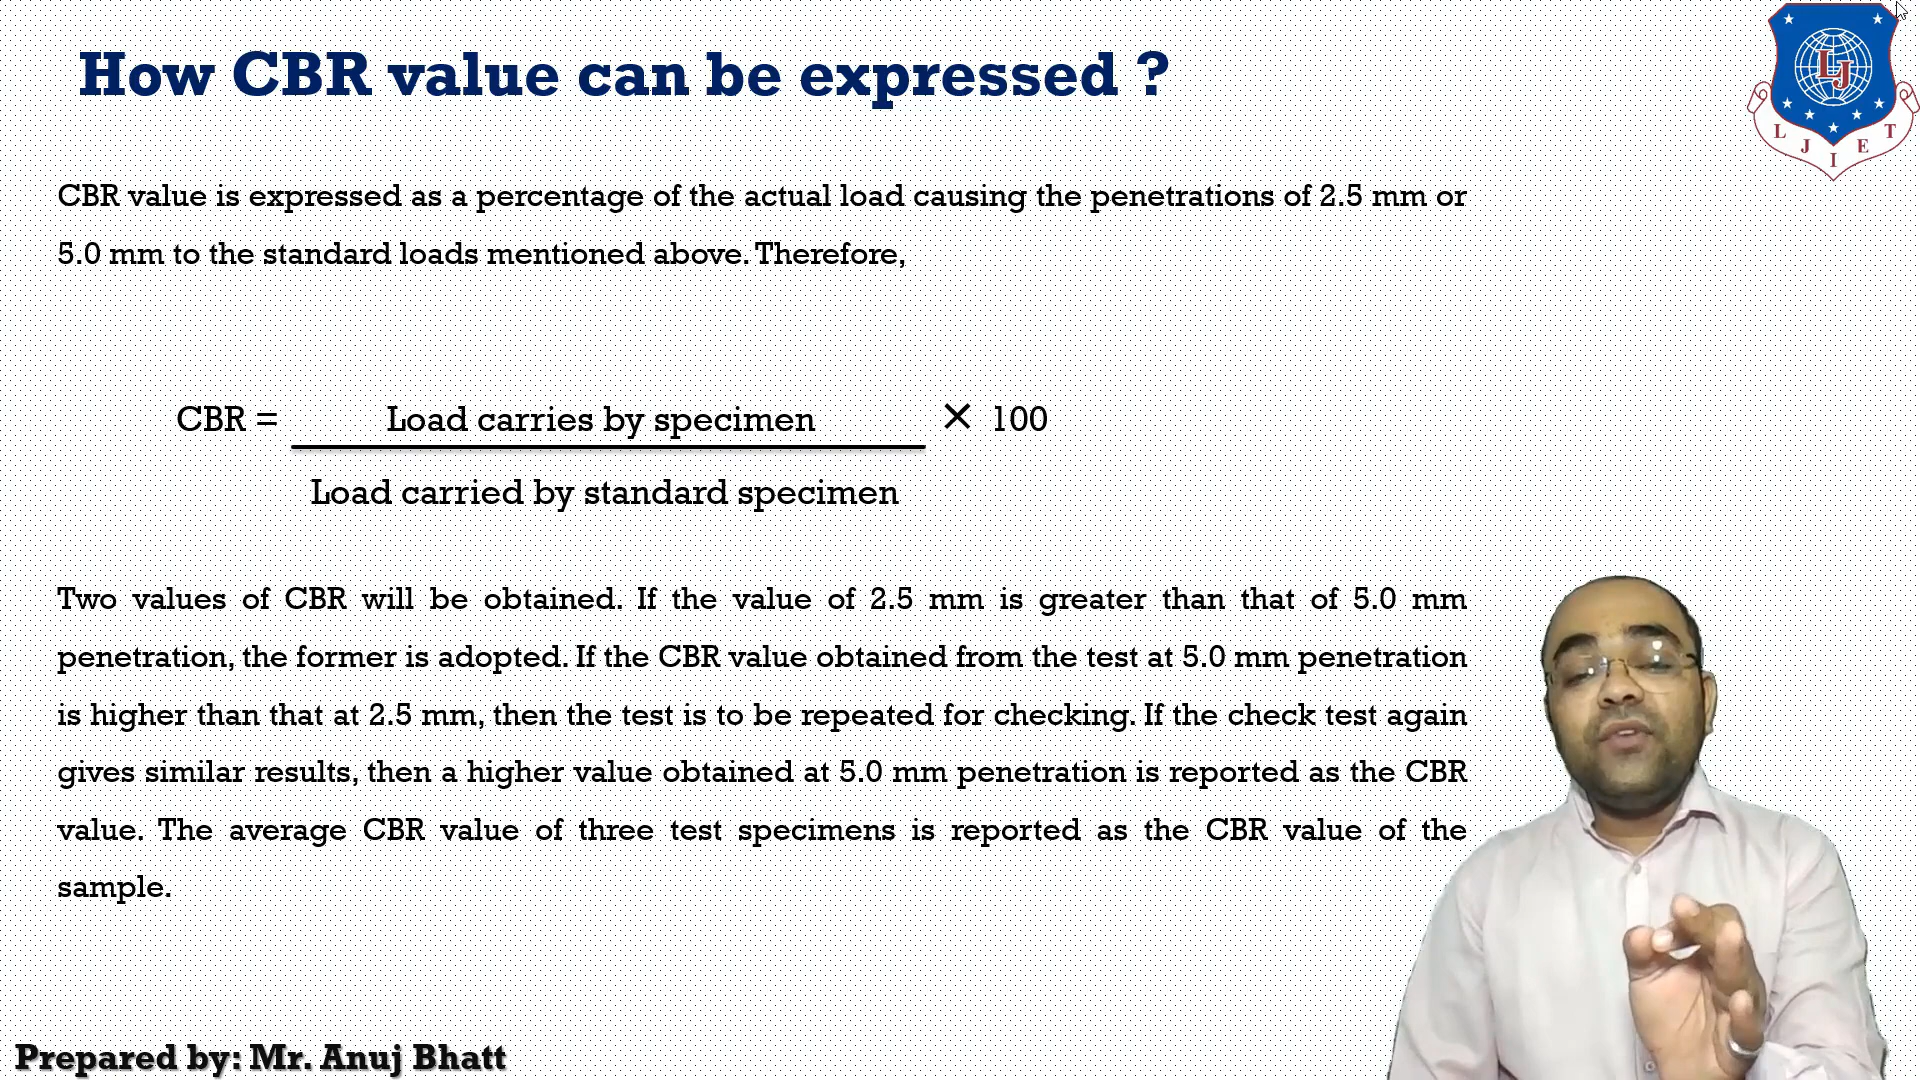 How CBR value can be expressed ?
LJ
L J I E T
CBR value is expressed as a percentage of the actual load causing the penetrations of 2.5 mm or
5.0 mm to the standard loads mentioned above. Therefore,
CBR = Load carries by specimen × 100
Load carried by standard specimen
Two values of CBR will be obtained. If the value of 2.5 mm is greater than that of 5.0 mm
penetration, the former is adopted. If the CBR value obtained from the test at 5.0 mm penetration
is higher than that at 2.5 mm, then the test is to be repeated for checking. If the check test again
gives similar results, then a higher value obtained at 5.0 mm penetration is reported as the CBR
value. The average CBR value of three test specimens is reported as the CBR value of the
sample.
Prepared by: Mr. Anuj Bhatt